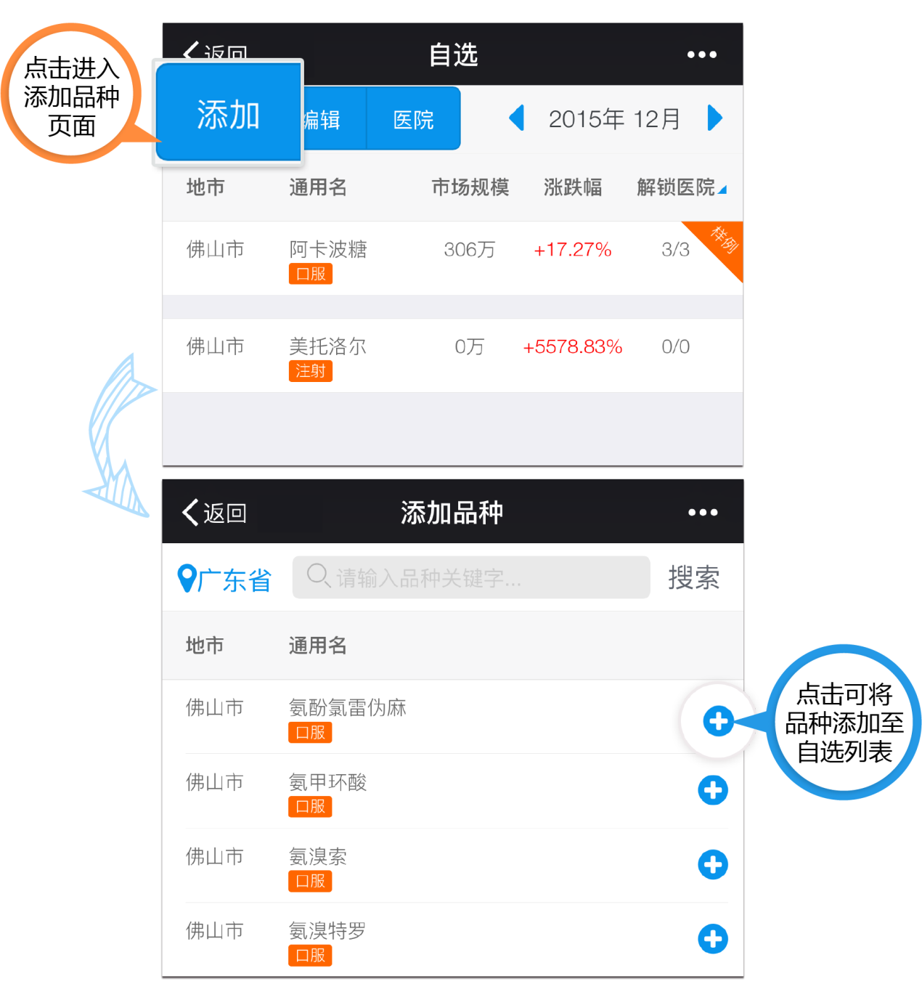 点击进入
添加品种
页面
返回
自选
添加
编辑
医院
2015年 12月
地市 通用名 市场规模 涨跌幅 解锁医院
佛山市 阿卡波糖 306万 +17.27% 3/3
样例
口服
佛山市 美托洛尔 0万 +5578.83% 0/0
注射
返回
添加品种
广东省
请输入品种关键字...
搜索
地市 通用名
佛山市 氨酚氯雷伪麻
口服
点击可将
品种添加至
自选列表
佛山市 氨甲环酸
口服
佛山市 氨溴索
口服
佛山市 氨溴特罗
口服